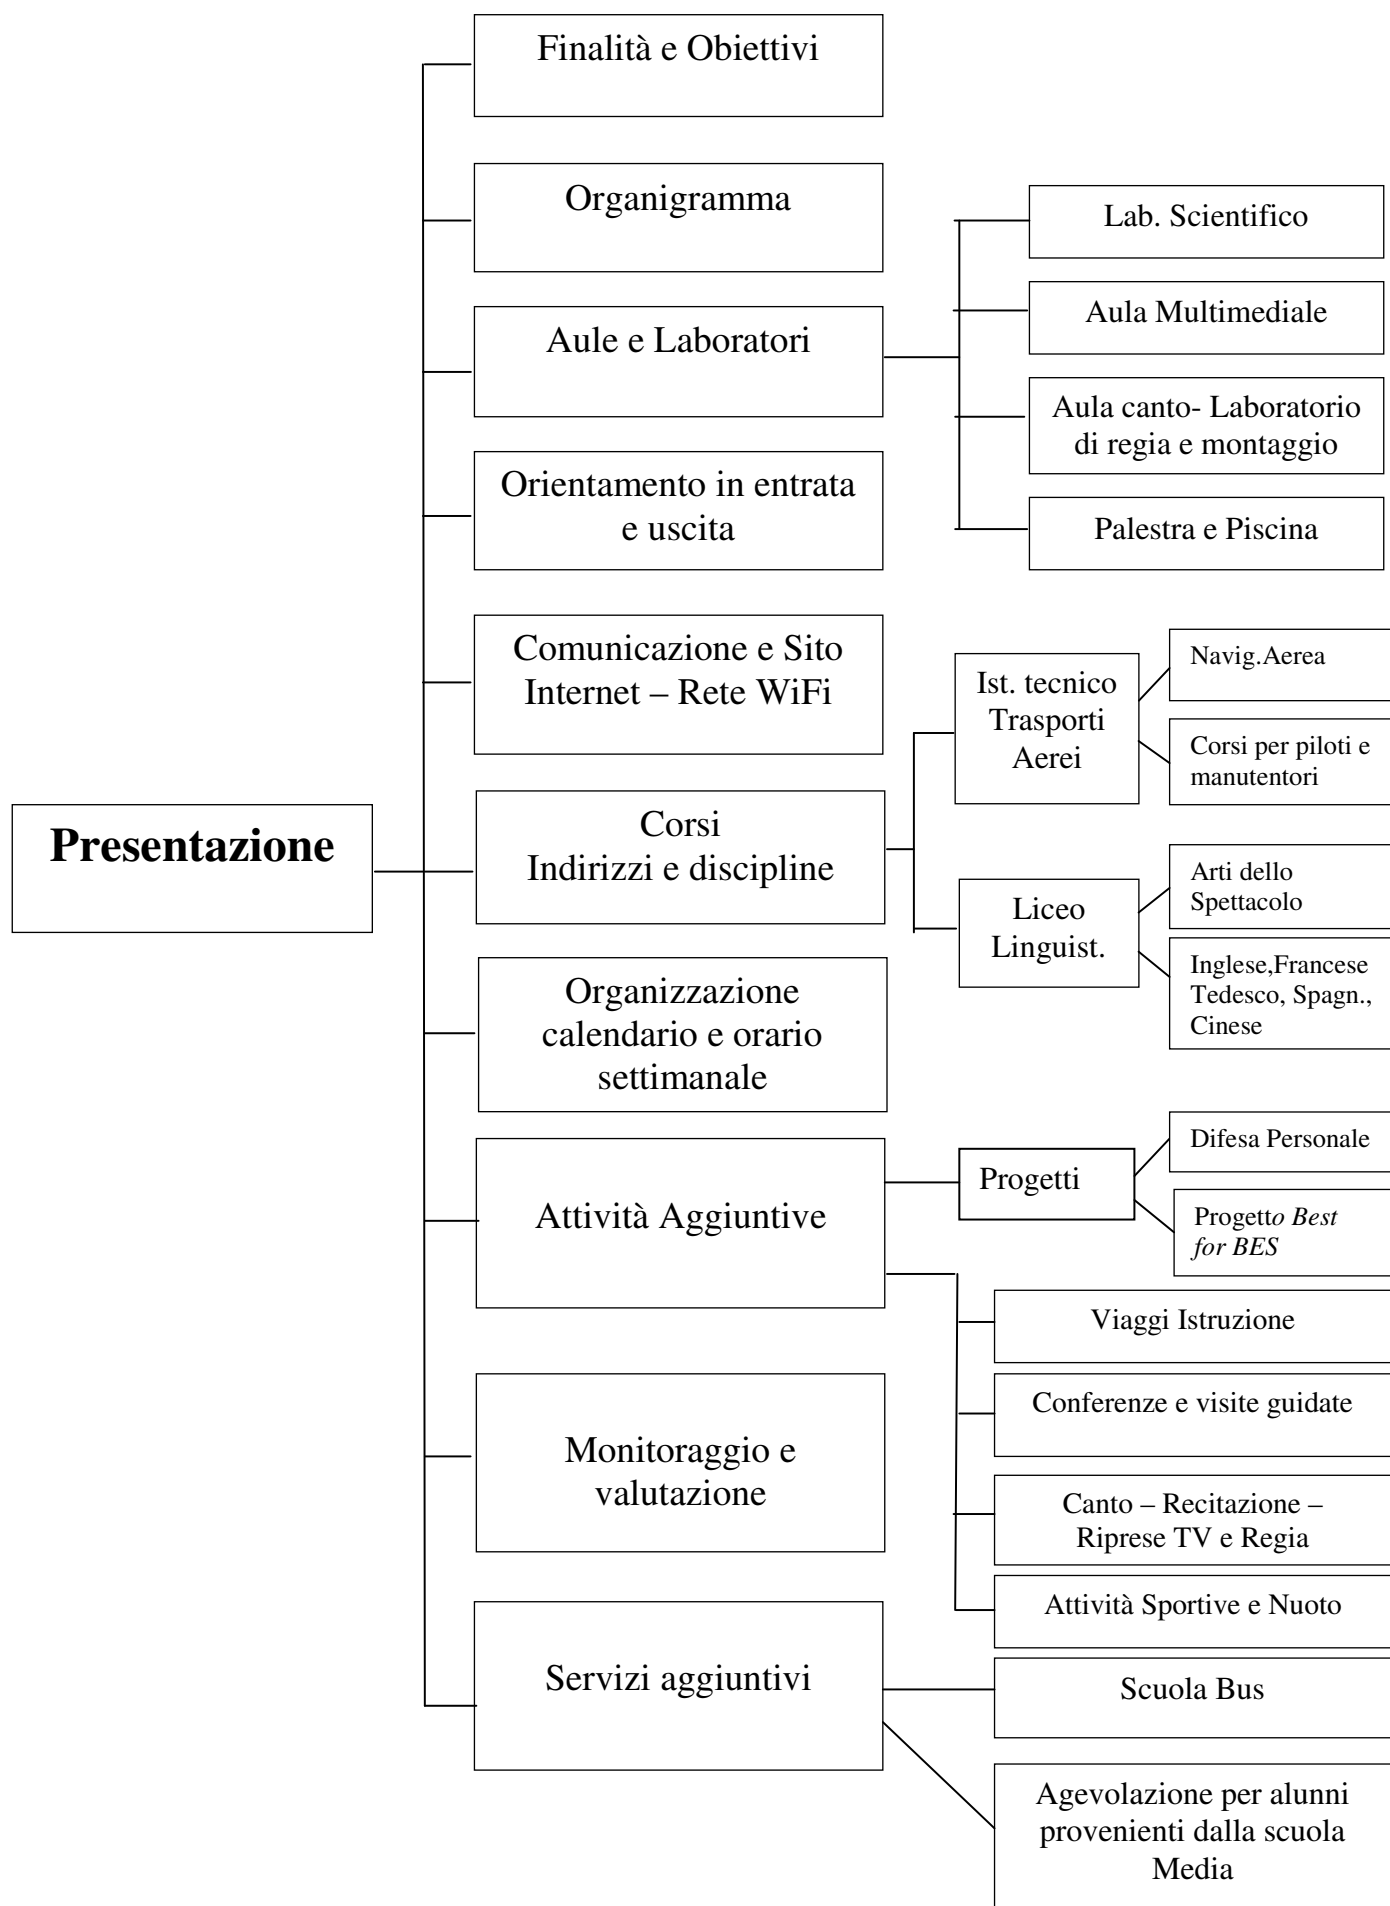 Finalità e Obiettivi
Organigramma
Lab. Scientifico
Aule e Laboratori
Aula Multimediale
Aula canto- Laboratorio
di regia e montaggio
Orientamento in entrata
e uscita
Palestra e Piscina
Comunicazione e Sito
Internet – Rete WiFi
Ist. tecnico
Trasporti
Aerei
Navig.Aerea
Corsi per piloti e
manutentori
Presentazione
Corsi
Indirizzi e discipline
Liceo
Linguist.
Arti dello
Spettacolo
Inglese,Francese
Tedesco, Spagn.,
Cinese
Organizzazione
calendario e orario
settimanale
Attività Aggiuntive
Progetti
Difesa Personale
Progetto Best
for BES
Viaggi Istruzione
Conferenze e visite guidate
Monitoraggio e
valutazione
Canto – Recitazione –
Riprese TV e Regia
Attività Sportive e Nuoto
Servizi aggiuntivi
Scuola Bus
Agevolazione per alunni
provenienti dalla scuola
Media